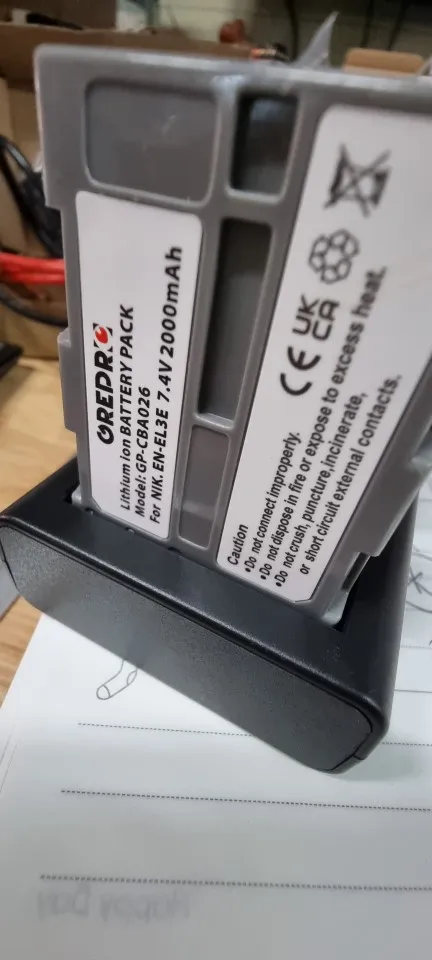 GREPRO
Lithium ion BATTERY PACK
Model: GP-CBA026
For NIK.EN-EL3E 7.4V 2000mAh
CE UK CA
Caution
•Do not connect improperly.
•Do not dispose in fire or expose to excess heat.
•Do not crush, puncture,incinerate,
or short circuit external contacts.